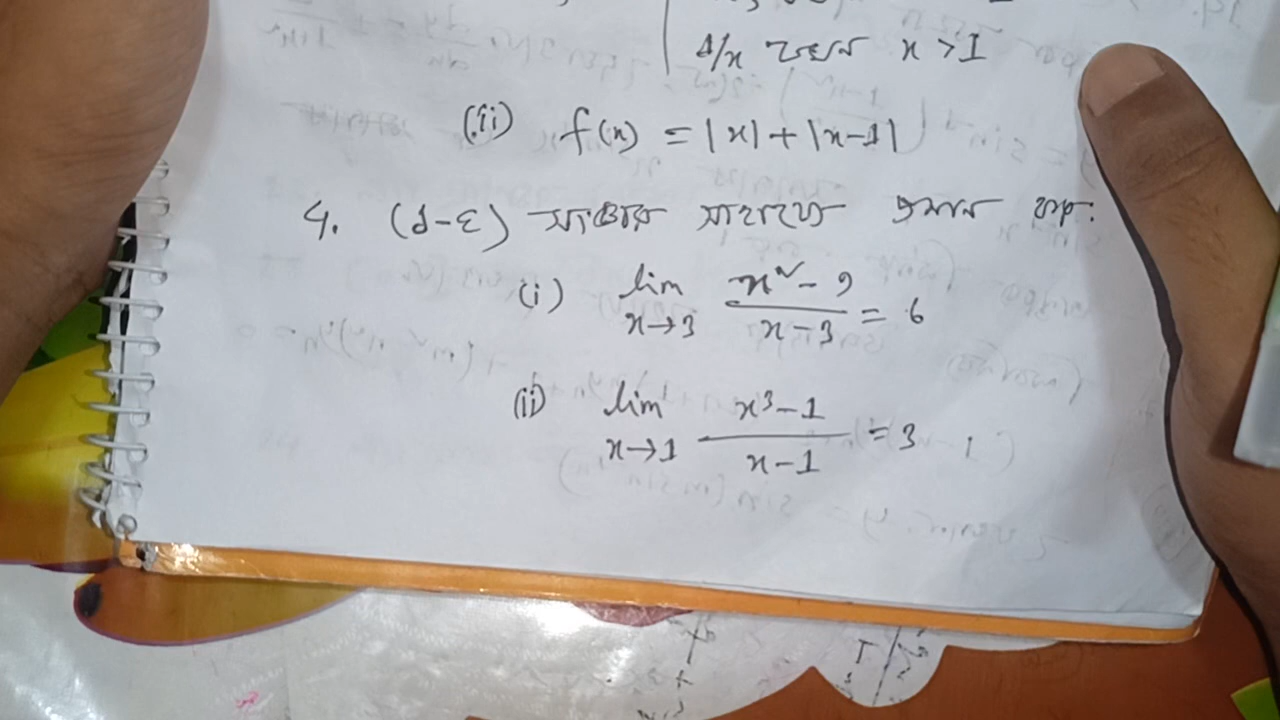 1/x যখন x > 1
(iii) f(x) = |x| + |x-1|
4. (δ-ε) সংজ্ঞার সাহায্যে প্রমাণ কর:
(i) lim x→3 x² - 9 / x - 3 = 6
(ii) lim x→1 x³ - 1 / x - 1 = 3